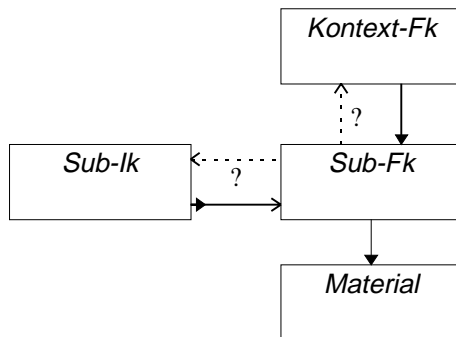 Kontext-Fk
?
Sub-Ik
Sub-Fk
?
Material